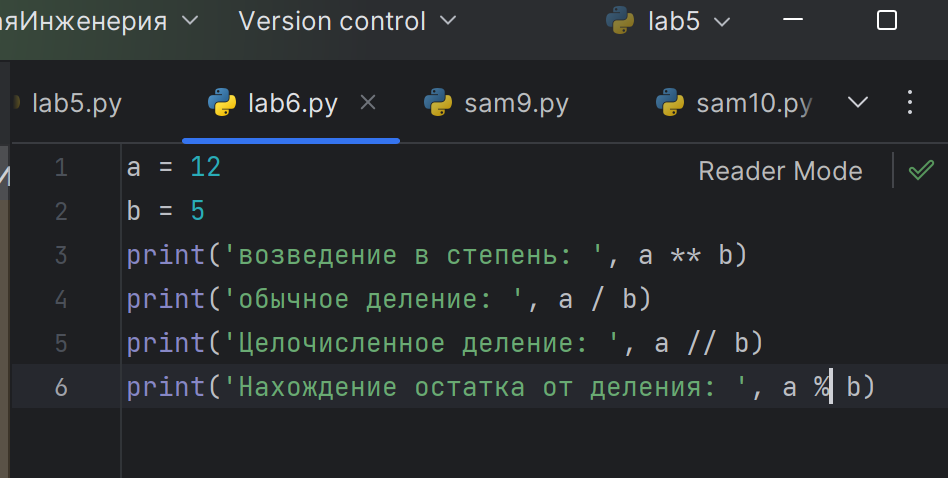 аяИнженерия Version control lab5
lab5.py lab6.py sam9.py sam10.py
Reader Mode
1 a = 12
2 b = 5
3 print('возведение в степень: ', a ** b)
4 print('обычное деление: ', a / b)
5 print('Целочисленное деление: ', a // b)
6 print('Нахождение остатка от деления: ', a % b)